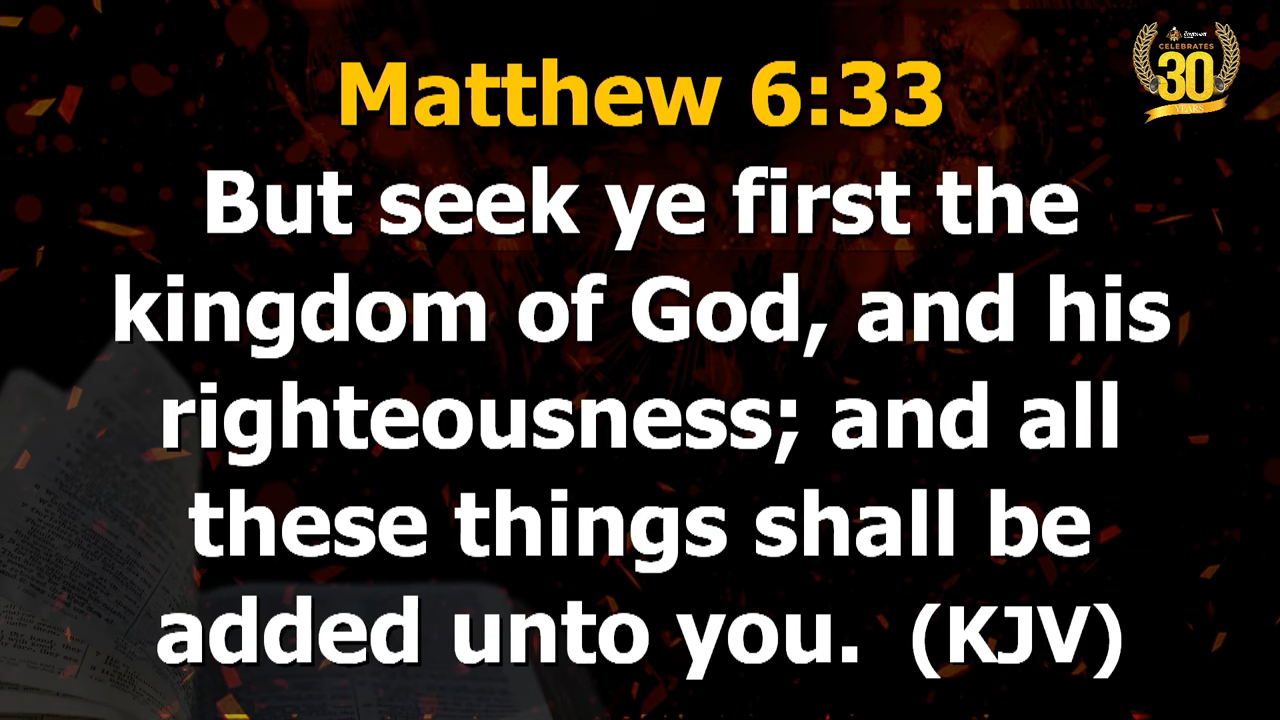 Matthew 6:33
But seek ye first the
kingdom of God, and his
righteousness; and all
these things shall be
added unto you.  (KJV)
CELEBRATES
30
YEARS